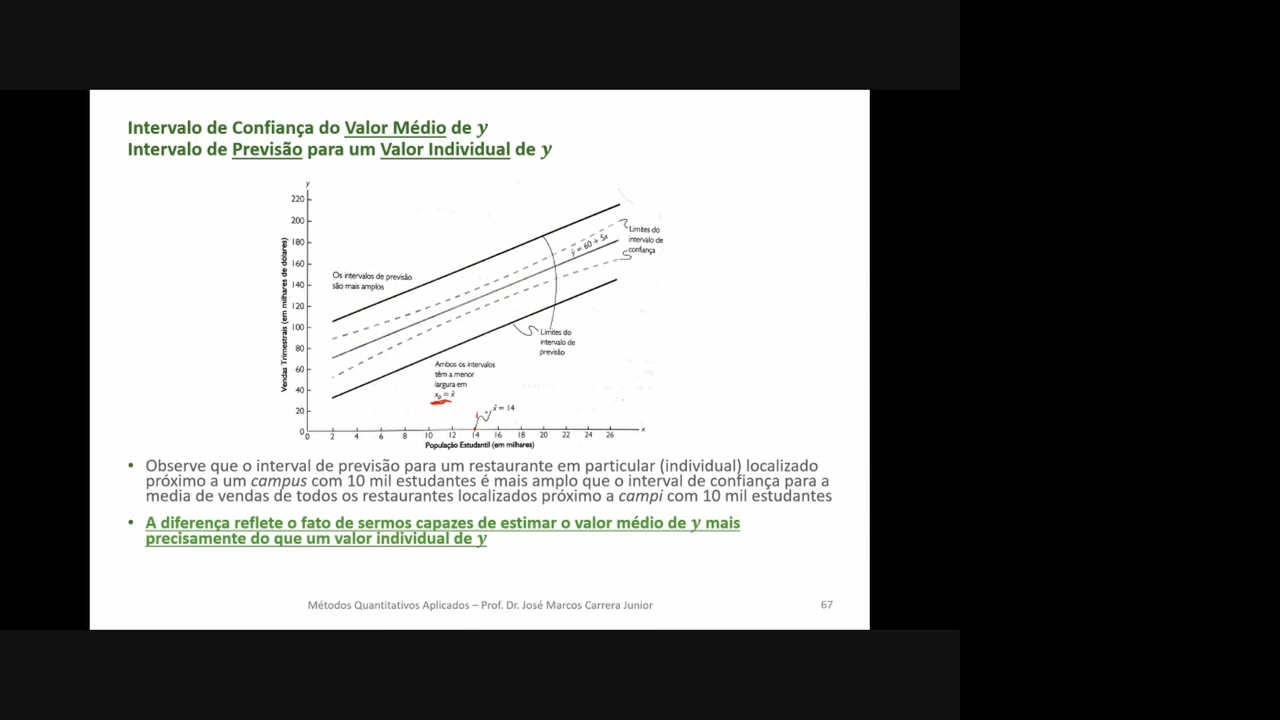 Intervalo de Confiança do Valor Médio de y
Intervalo de Previsão para um Valor Individual de y
y
220
200
180
160
140
120
100
80
60
40
20
0
Vendas Trimestrais (em milhares de dólares)
Os intervalos de previsão
são mais amplos
ŷ = 60 + 5x
Limites do
intervalo de
confiança
Limites do
intervalo de
previsão
Ambos os intervalos
têm a menor
largura em
xₚ = x̄
x̄ = 14
0 2 4 6 8 10 12 14 16 18 20 22 24 26 x
População Estudantil (em milhares)
• Observe que o interval de previsão para um restaurante em particular (individual) localizado
próximo a um campus com 10 mil estudantes é mais amplo que o interval de confiança para a
media de vendas de todos os restaurantes localizados próximo a campi com 10 mil estudantes
• A diferença reflete o fato de sermos capazes de estimar o valor médio de y mais
precisamente do que um valor individual de y
Métodos Quantitativos Aplicados – Prof. Dr. José Marcos Carrera Junior
67